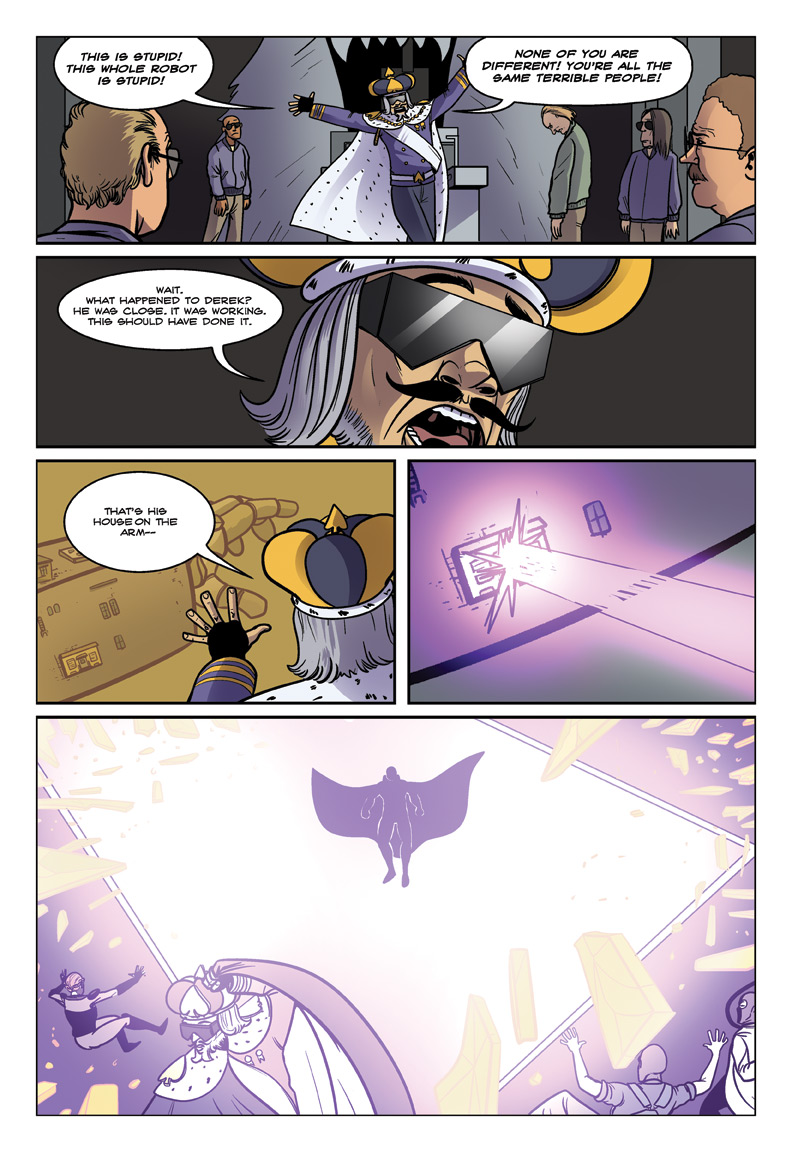 THIS IS STUPID!
THIS WHOLE ROBOT
IS STUPID!
NONE OF YOU ARE
DIFFERENT! YOU'RE ALL THE
SAME TERRIBLE PEOPLE!
WAIT.
WHAT HAPPENED TO DEREK?
HE WAS CLOSE. IT WAS WORKING.
THIS SHOULD HAVE DONE IT.
THAT'S HIS
HOUSE ON THE
ARM--